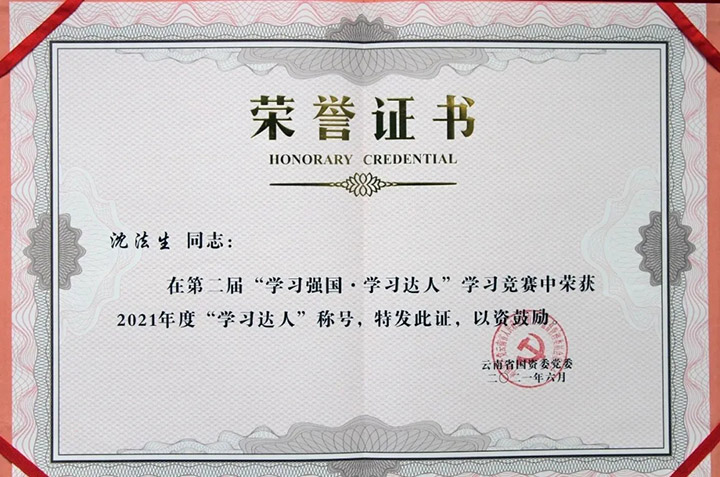 荣誉证书
HONORARY CREDENTIAL
沈法生 同志：
在第二届“学习强国·学习达人”学习竞赛中荣获
2021年度“学习达人”称号，特发此证，以资鼓励
云南省国资委党委
二〇二一年六月